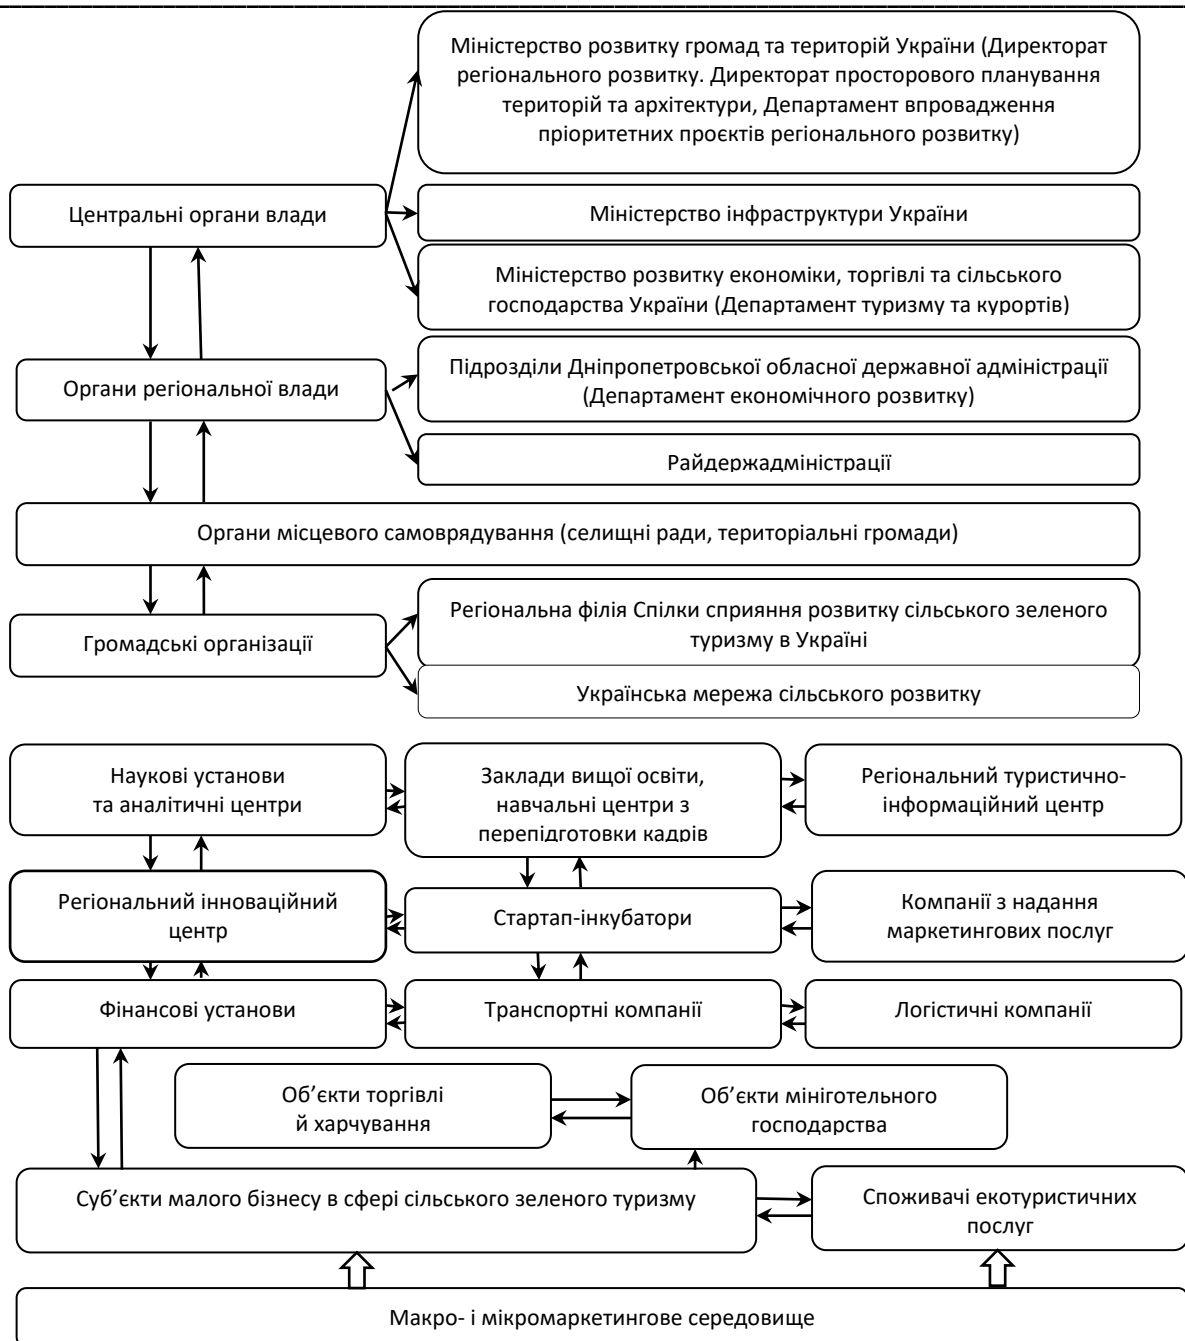 Міністерство розвитку громад та територій України (Директорат
регіонального розвитку. Директорат просторового планування
територій та архітектури, Департамент впровадження
пріоритетних проєктів регіонального розвитку)
Центральні органи влади
Міністерство інфраструктури України
Міністерство розвитку економіки, торгівлі та сільського
господарства України (Департамент туризму та курортів)
Органи регіональної влади
Підрозділи Дніпропетровської обласної державної адміністрації
(Департамент економічного розвитку)
Райдержадміністрації
Органи місцевого самоврядування (селищні ради, територіальні громади)
Громадські організації
Регіональна філія Спілки сприяння розвитку сільського зеленого
туризму в Україні
Українська мережа сільського розвитку
Наукові установи
та аналітичні центри
Заклади вищої освіти,
навчальні центри з
перепідготовки кадрів
Регіональний туристично-
інформаційний центр
Регіональний інноваційний
центр
Стартап-інкубатори
Компанії з надання
маркетингових послуг
Фінансові установи
Транспортні компанії
Логістичні компанії
Об’єкти торгівлі
й харчування
Об’єкти мініготельного
господарства
Суб’єкти малого бізнесу в сфері сільського зеленого туризму
Споживачі екотуристичних
послуг
Макро- і мікромаркетингове середовище